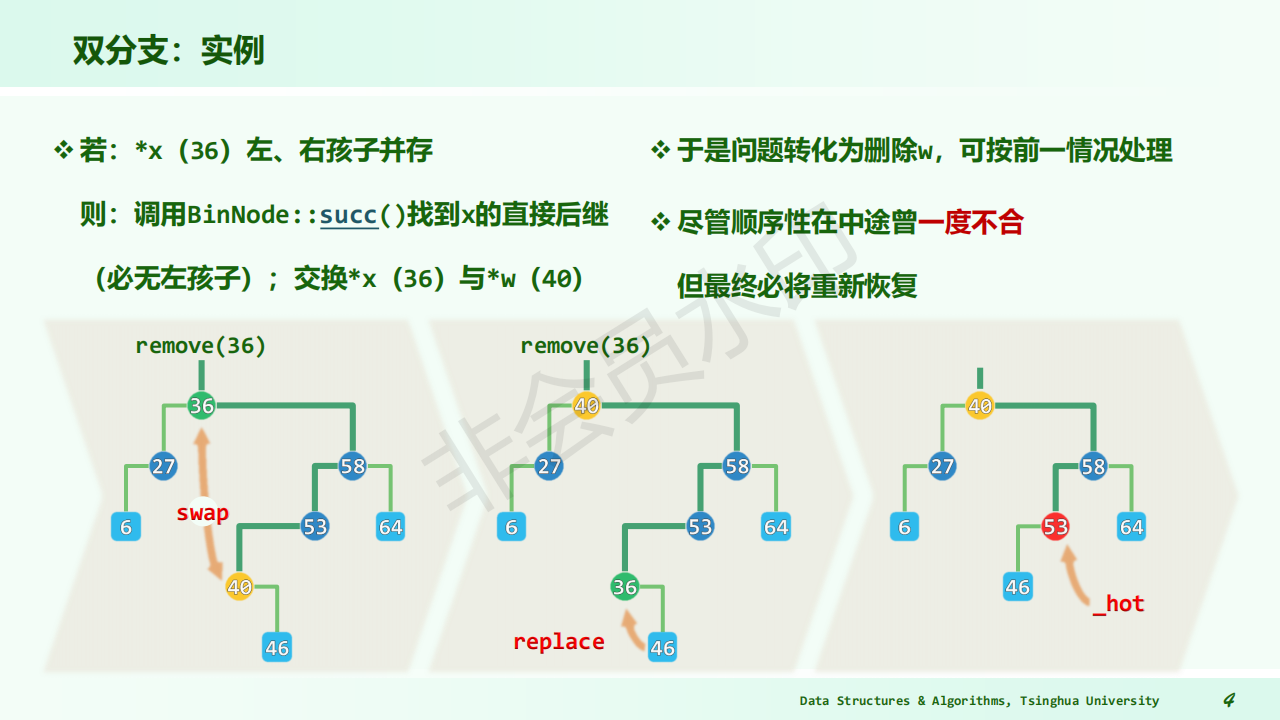 双分支：实例
❖ 若：*x（36）左、右孩子并存
则：调用BinNode::succ()找到x的直接后继
（必无左孩子）；交换*x（36）与*w（40）
❖ 于是问题转化为删除w，可按前一情况处理
❖ 尽管顺序性在中途曾一度不合
但最终必将重新恢复
非会员水印
remove(36)
36
27
58
6
swap
53
64
40
46
remove(36)
40
27
58
6
53
64
36
replace
46
40
27
58
6
53
64
46
_hot
Data Structures & Algorithms, Tsinghua University
4